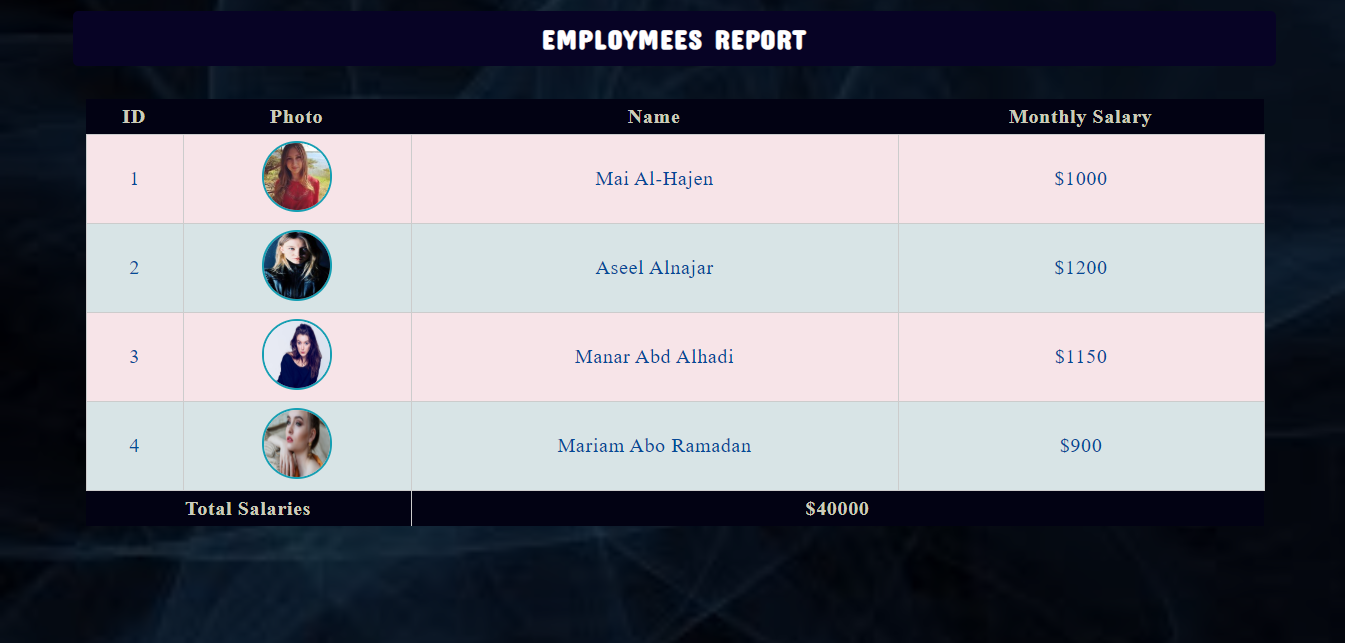 EMPLOYMEES REPORT
ID Photo Name Monthly Salary
1 Mai Al-Hajen $1000
2 Aseel Alnajar $1200
3 Manar Abd Alhadi $1150
4 Mariam Abo Ramadan $900
Total Salaries $40000